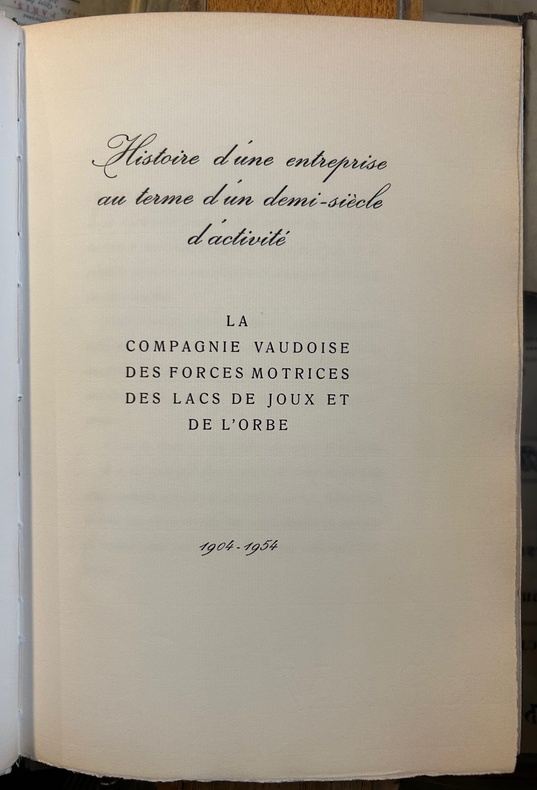 Histoire d'une entreprise
au terme d'un demi-siècle
d'activité
LA
COMPAGNIE VAUDOISE
DES FORCES MOTRICES
DES LACS DE JOUX ET
DE L'ORBE
1904-1954